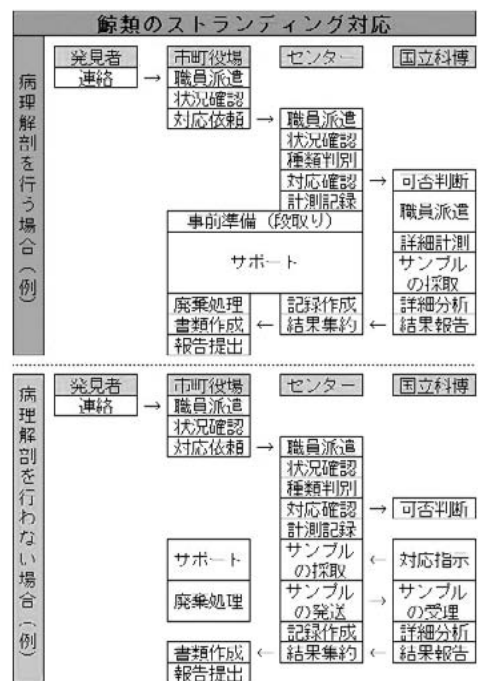 鯨類のストランディング対応
病理解剖を行う場合（例）
発見者 市町役場 センター 国立科博
連絡 → 職員派遣
状況確認
対応依頼 → 職員派遣
状況確認
種類判別
対応確認 → 可否判断
計測記録 職員派遣
事前準備（段取り）
詳細計測
サポート サンプルの採取
廃棄処理 記録作成 詳細分析
書類作成 ← 結果集約 ← 結果報告
報告提出
病理解剖を行わない場合（例）
発見者 市町役場 センター 国立科博
連絡 → 職員派遣
状況確認
対応依頼 → 職員派遣
状況確認
種類判別
対応確認 → 可否判断
計測記録
サポート サンプルの採取 ← 対応指示
廃棄処理 サンプルの発送 → サンプルの受理
記録作成 詳細分析
書類作成 ← 結果集約 ← 結果報告
報告提出